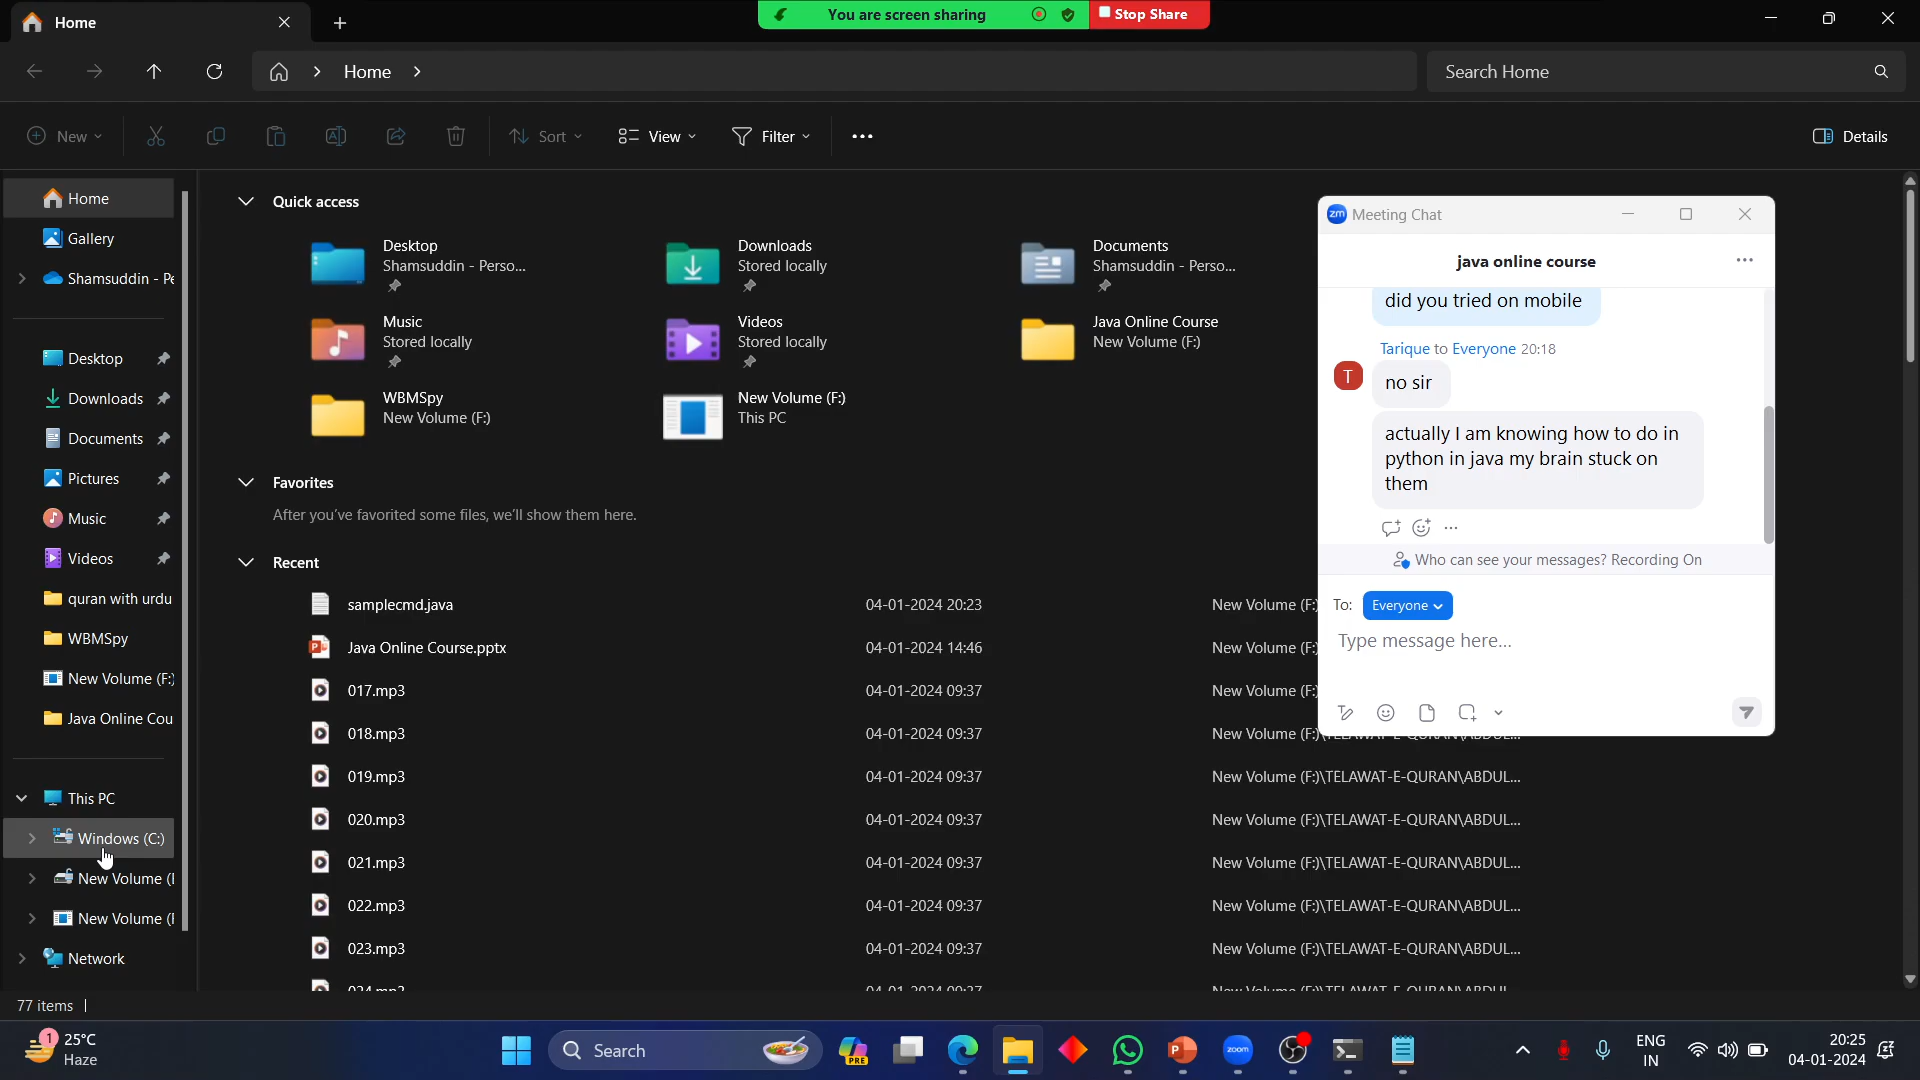 Home
You are screen sharing
Stop Share
Home
Search Home
New
Sort
View
Filter
Details
Home
Gallery
Shamsuddin - Pe
Desktop
Downloads
Documents
Pictures
Music
Videos
quran with urdu
WBMSpy
New Volume (F:)
Java Online Cou
This PC
Windows (C:)
New Volume (
New Volume (
Network
Quick access
Desktop
Shamsuddin - Perso...
Downloads
Stored locally
Documents
Shamsuddin - Perso...
Music
Stored locally
Videos
Stored locally
Java Online Course
New Volume (F:)
WBMSpy
New Volume (F:)
New Volume (F:)
This PC
Favorites
After you've favorited some files, we'll show them here.
Recent
samplecmd.java 04-01-2024 20:23 New Volume (F:)
Java Online Course.pptx 04-01-2024 14:46 New Volume (F:)
017.mp3 04-01-2024 09:37 New Volume (F:)
018.mp3 04-01-2024 09:37 New Volume (F:)
019.mp3 04-01-2024 09:37 New Volume (F:)\TELAWAT-E-QURAN\ABDUL...
020.mp3 04-01-2024 09:37 New Volume (F:)\TELAWAT-E-QURAN\ABDUL...
021.mp3 04-01-2024 09:37 New Volume (F:)\TELAWAT-E-QURAN\ABDUL...
022.mp3 04-01-2024 09:37 New Volume (F:)\TELAWAT-E-QURAN\ABDUL...
023.mp3 04-01-2024 09:37 New Volume (F:)\TELAWAT-E-QURAN\ABDUL...
zm Meeting Chat
java online course
did you tried on mobile
Tarique to Everyone 20:18
T
no sir
actually I am knowing how to do in
python in java my brain stuck on
them
Who can see your messages? Recording On
To: Everyone
Type message here...
77 items
1
25°C
Haze
Search
PRE
zoom
ENG
IN
20:25
04-01-2024